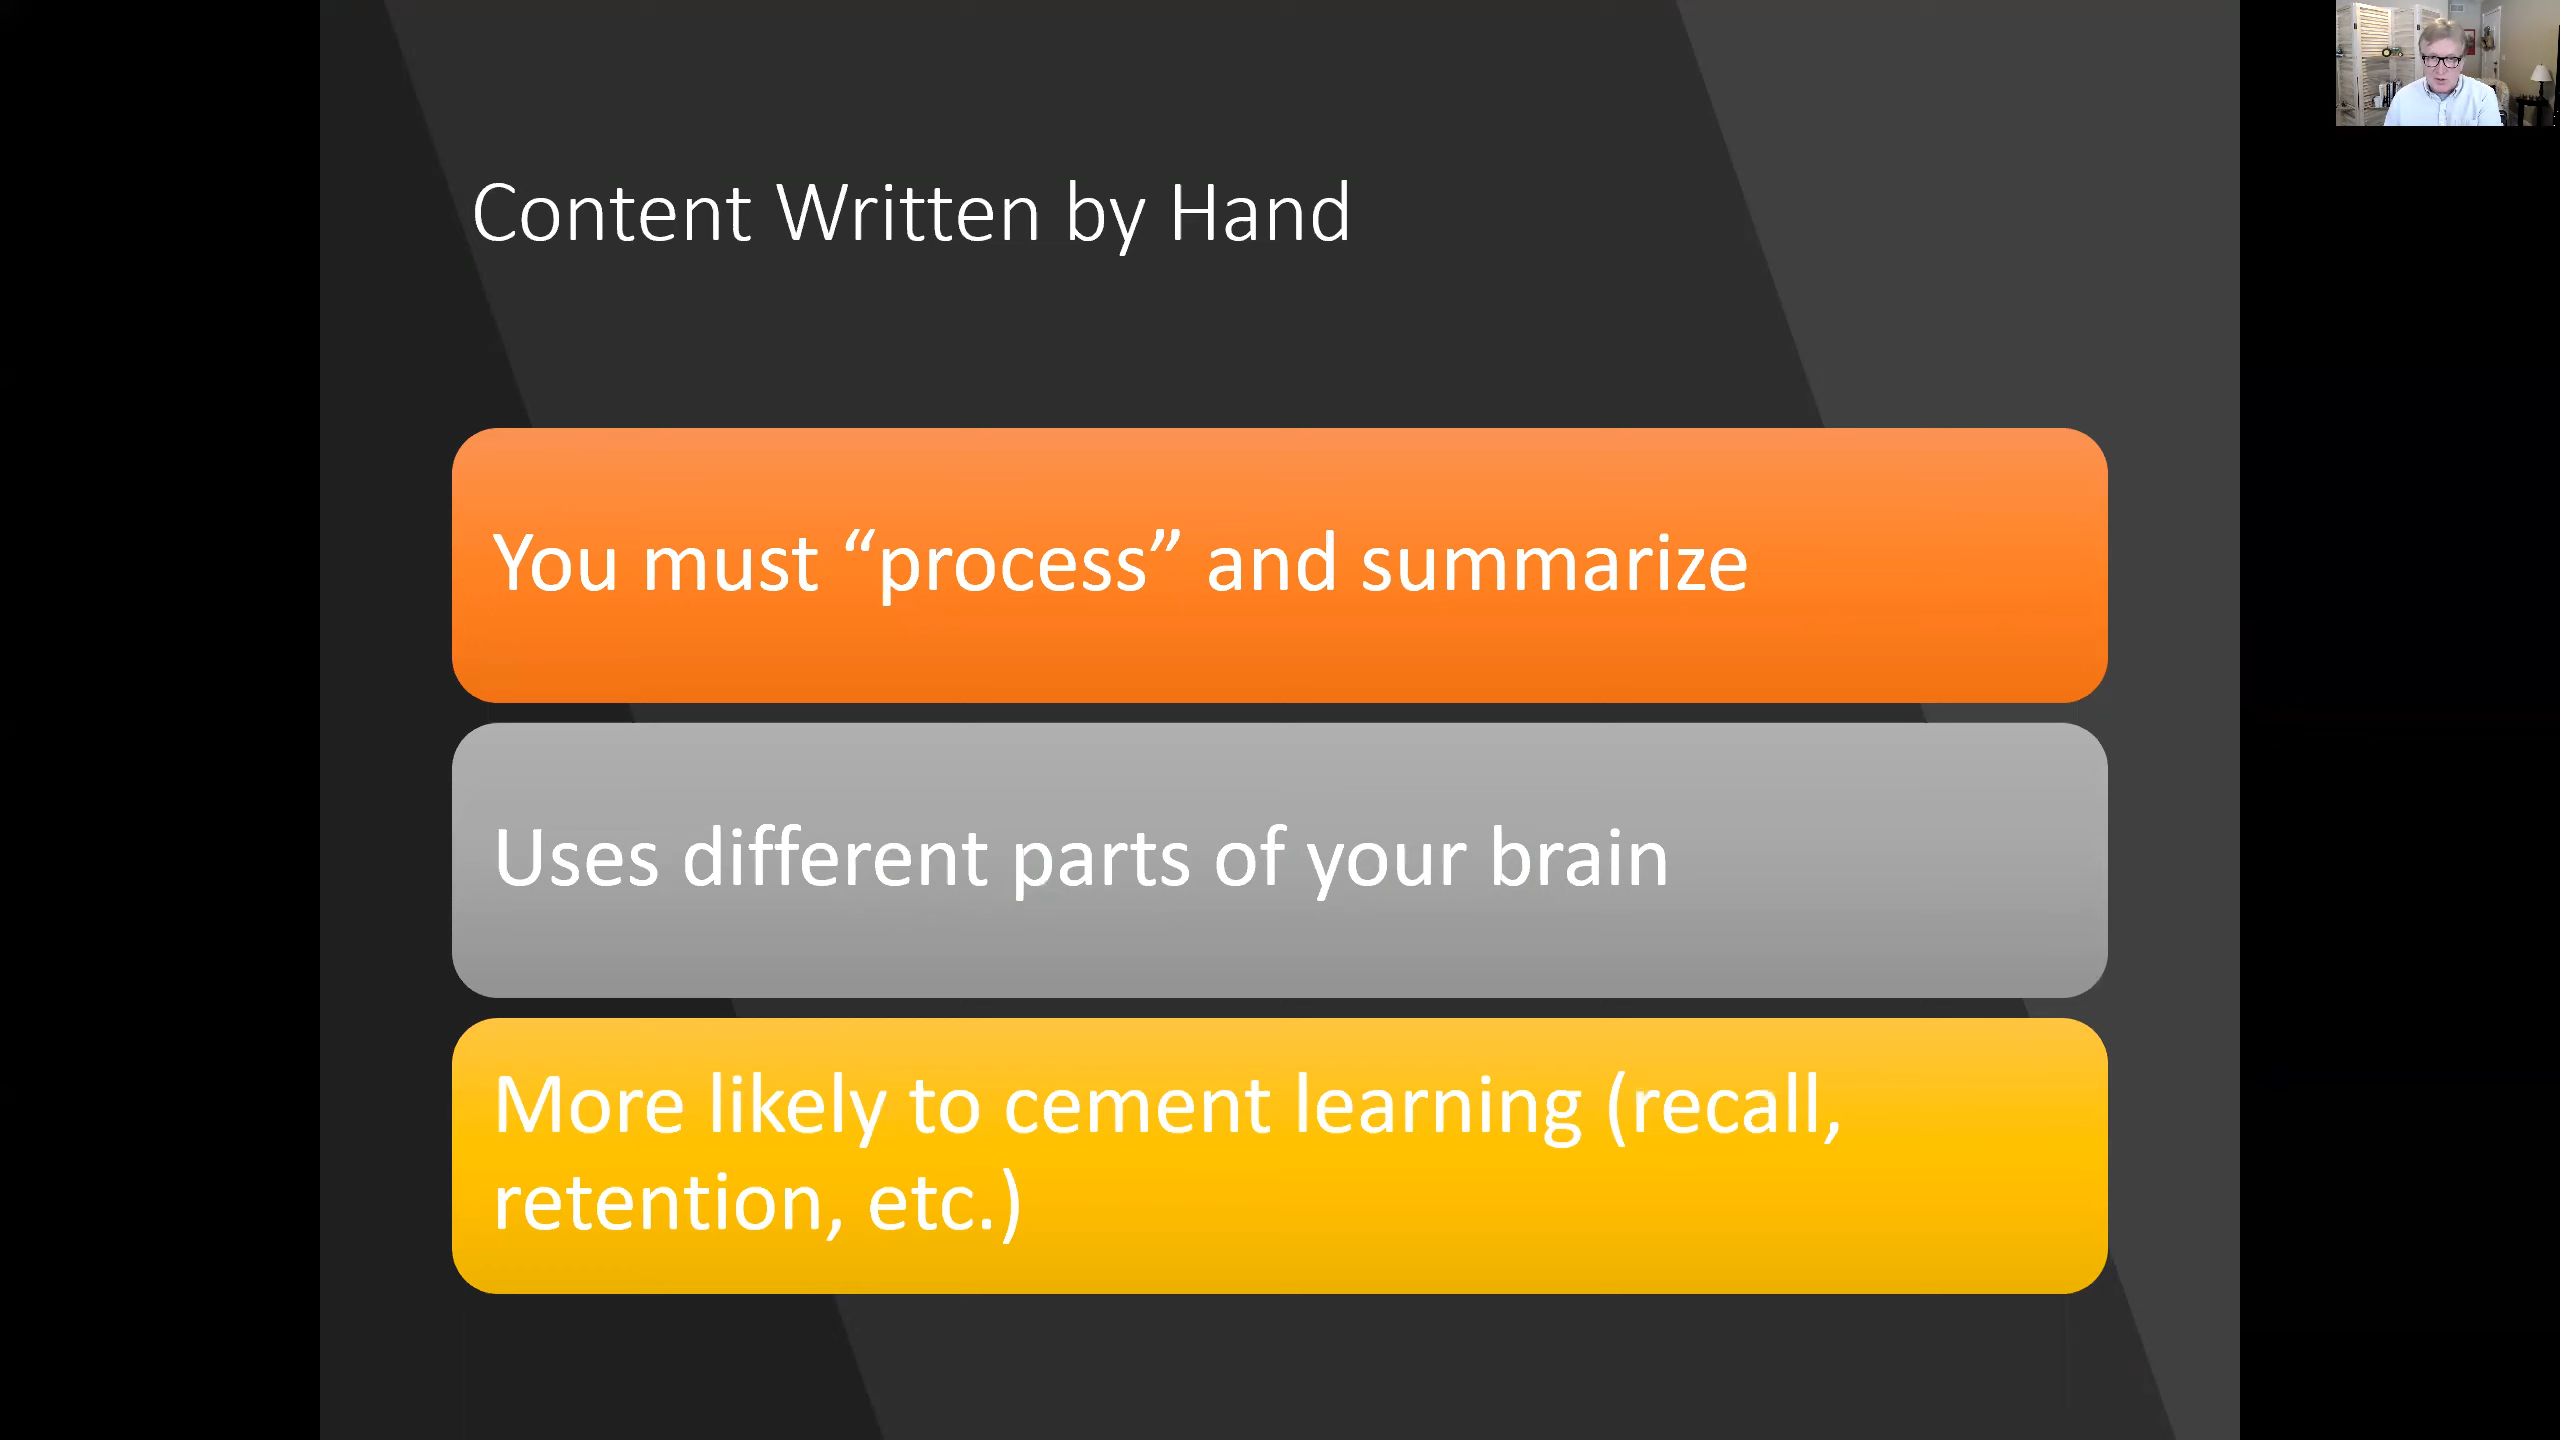 Content Written by Hand
You must “process” and summarize
Uses different parts of your brain
More likely to cement learning (recall,
retention, etc.)